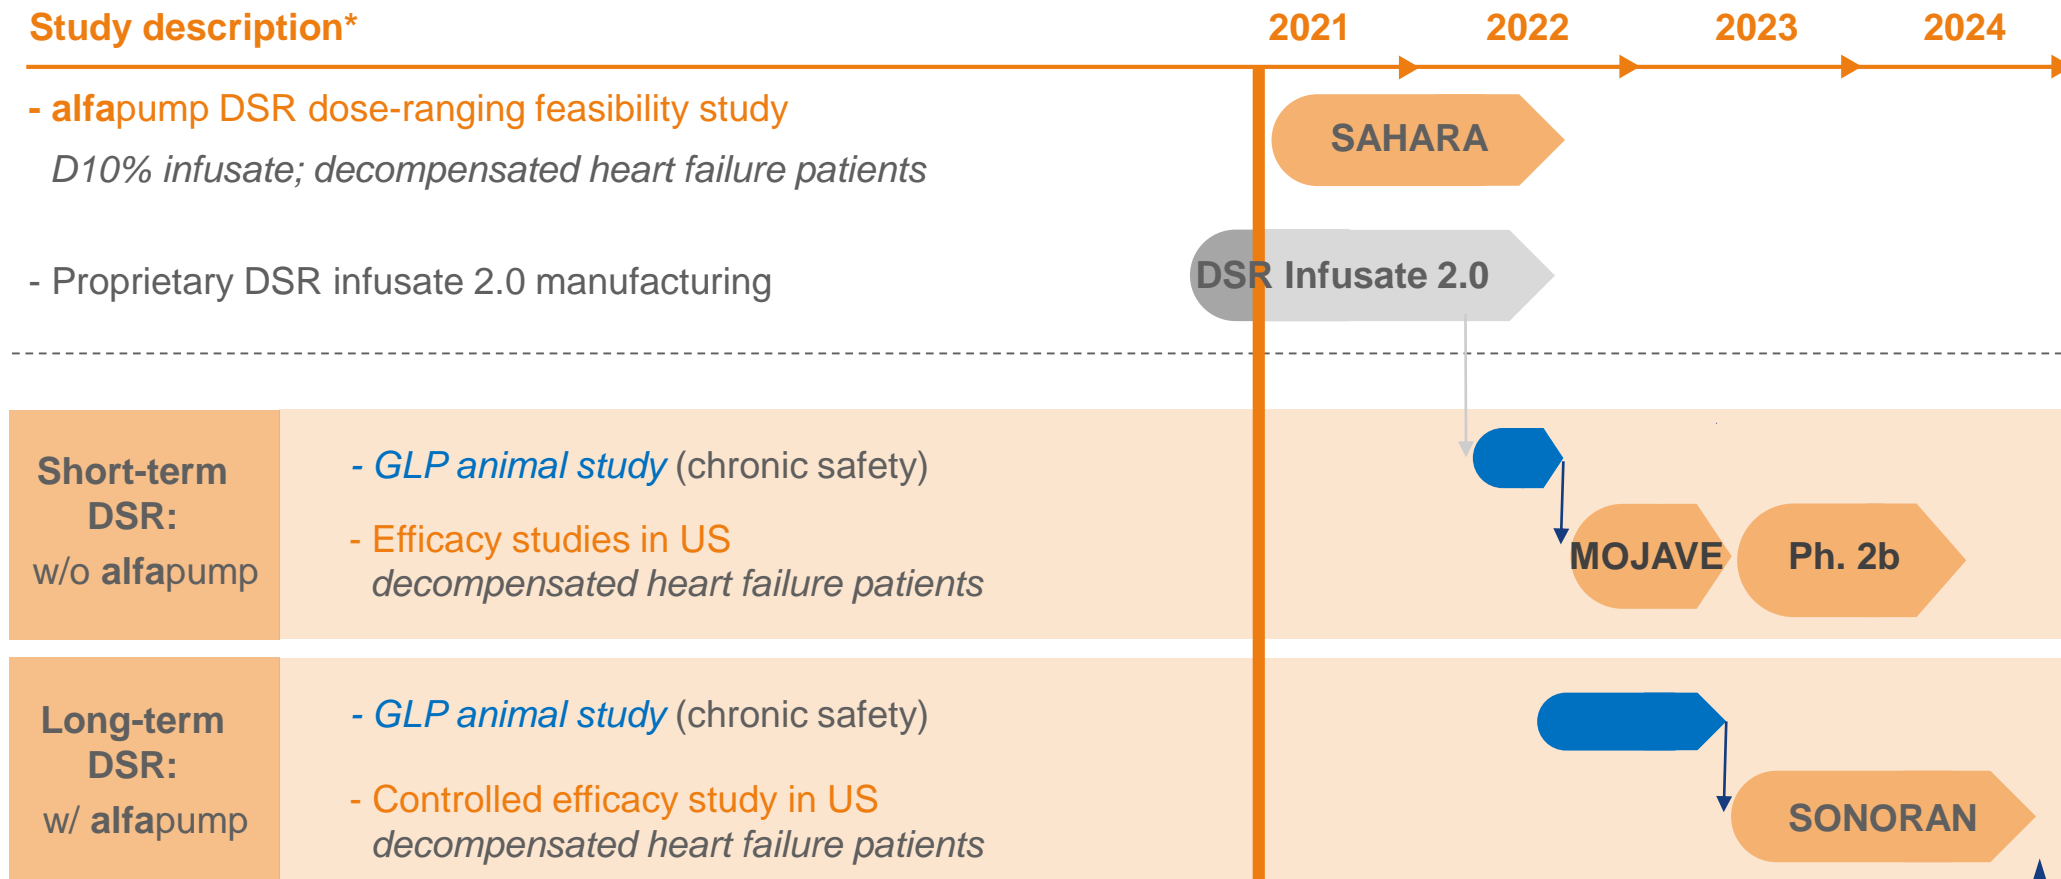 Study description* 2021 2022 2023 2024
- alfapump DSR dose-ranging feasibility study
D10% infusate; decompensated heart failure patients
SAHARA
- Proprietary DSR infusate 2.0 manufacturing
DSR Infusate 2.0
Short-term
DSR:
w/o alfapump
- GLP animal study (chronic safety)
- Efficacy studies in US
decompensated heart failure patients
MOJAVE
Ph. 2b
Long-term
DSR:
w/ alfapump
- GLP animal study (chronic safety)
- Controlled efficacy study in US
decompensated heart failure patients
SONORAN